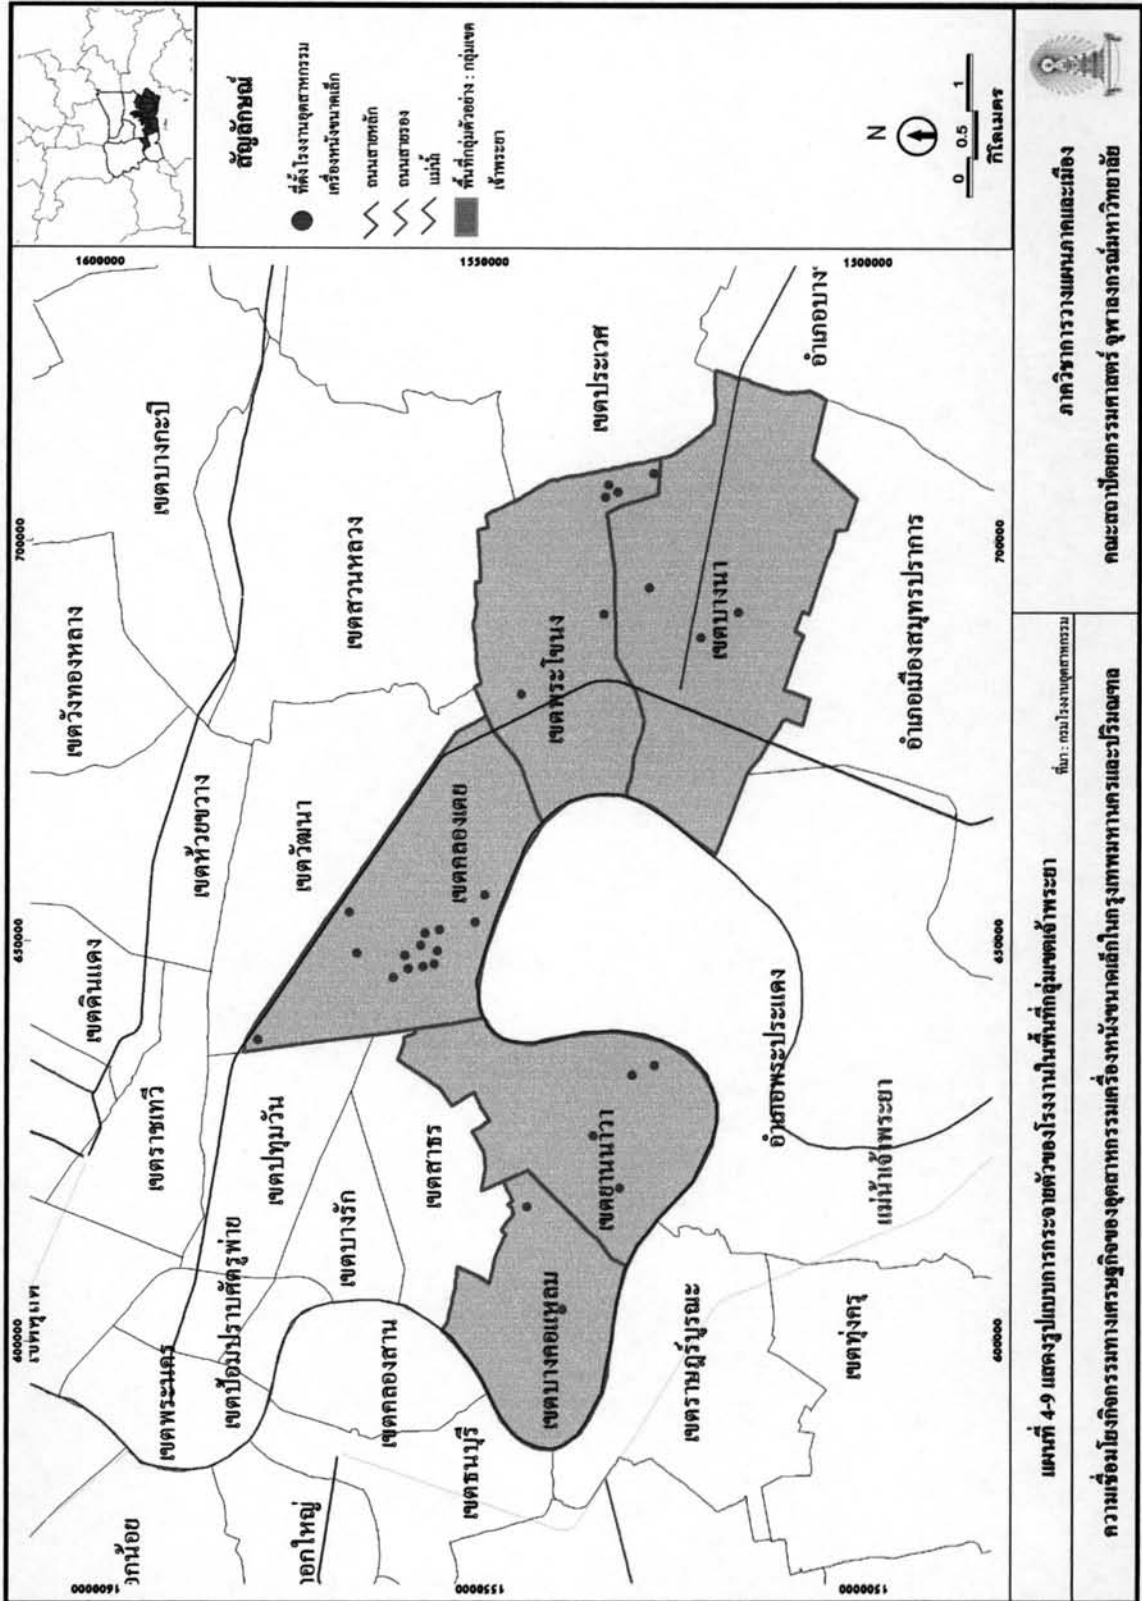 600000
650000
700000
เขตพระนคร
เขตป้อมปราบศัตรูพ่าย
เขตราชเทวี
เขตดินแดง
เขตห้วยขวาง
เขตวังทองหลาง
เขตบางกะปิ
1600000
1600000
เขตปทุมวัน
เขตบางรัก
เขตวัฒนา
เขตสวนหลวง
เขตคลองสาน
เขตสาธร
เขตธนบุรี
เขตคลองเตย
1550000
1550000
เขตบางคอแหลม
เขตยานนาวา
เขตพระโขนง
เขตประเวศ
เขตราษฎร์บูรณะ
เขตบางนา
อำเภอพระประแดง
เขตทุ่งครุ
แม่น้ำเจ้าพระยา
อำเภอเมืองสมุทรปราการ
อำเภอบาง
1500000
1500000
600000
650000
700000
สัญลักษณ์
ที่ตั้งโรงงานอุตสาหกรรม
เครื่องหนังขนาดเล็ก
ถนนสายหลัก
ถนนสายรอง
แม่น้ำ
พื้นที่กลุ่มตัวอย่าง : กลุ่มเขต
เจ้าพระยา
N
0 0.5 1
กิโลเมตร
แผนที่ 4-9 แสดงรูปแบบการกระจายตัวของโรงงานในพื้นที่กลุ่มเขตเจ้าพระยา
ที่มา : กรมโรงงานอุตสาหกรรม
ความเชื่อมโยงกิจกรรมทางเศรษฐกิจของอุตสาหกรรมเครื่องหนังขนาดเล็กในกรุงเทพมหานครและปริมณฑล
ภาควิชาการวางแผนภาคและเมือง
คณะสถาปัตยกรรมศาสตร์ จุฬาลงกรณ์มหาวิทยาลัย